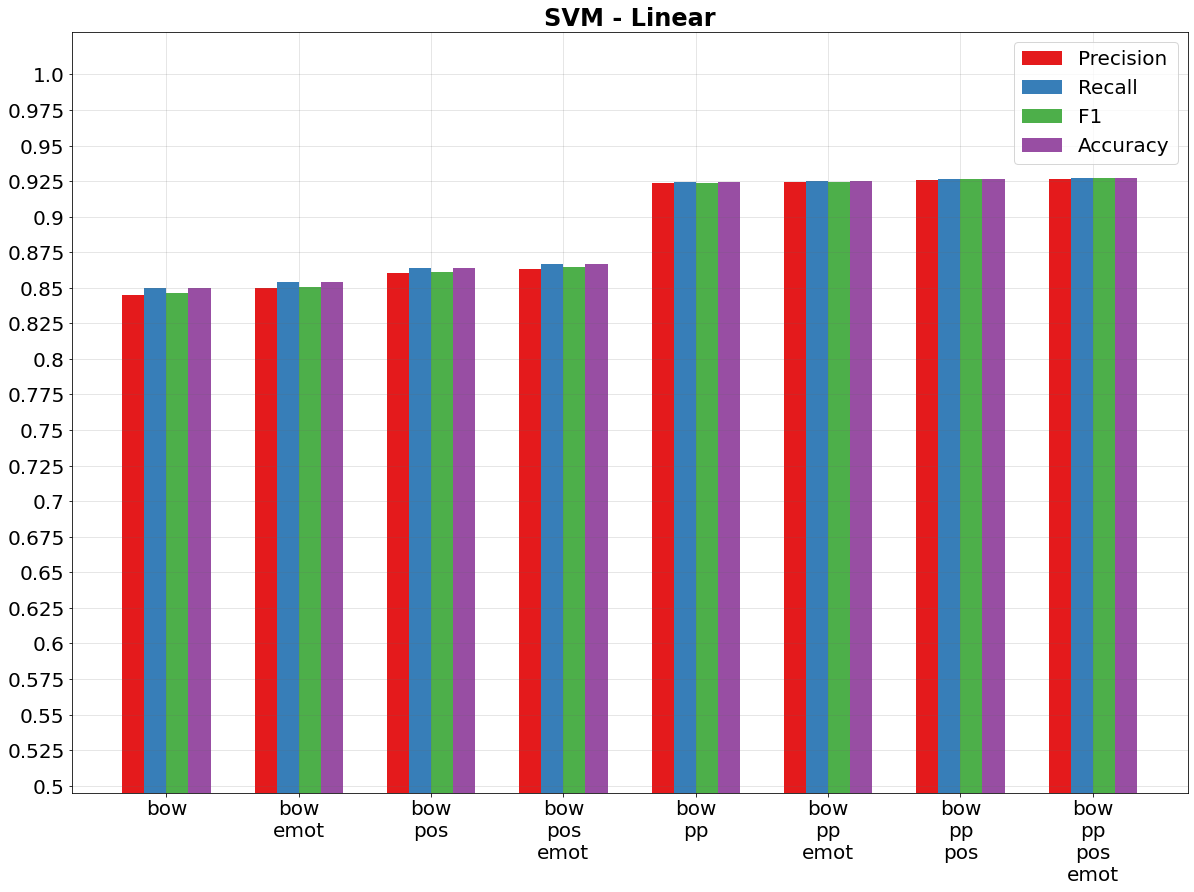 SVM - Linear
Precision
Recall
F1
Accuracy
1.0
0.975
0.95
0.925
0.9
0.875
0.85
0.825
0.8
0.775
0.75
0.725
0.7
0.675
0.65
0.625
0.6
0.575
0.55
0.525
0.5
bow
bow
emot
bow
pos
bow
pos
emot
bow
pp
bow
pp
emot
bow
pp
pos
bow
pp
pos
emot